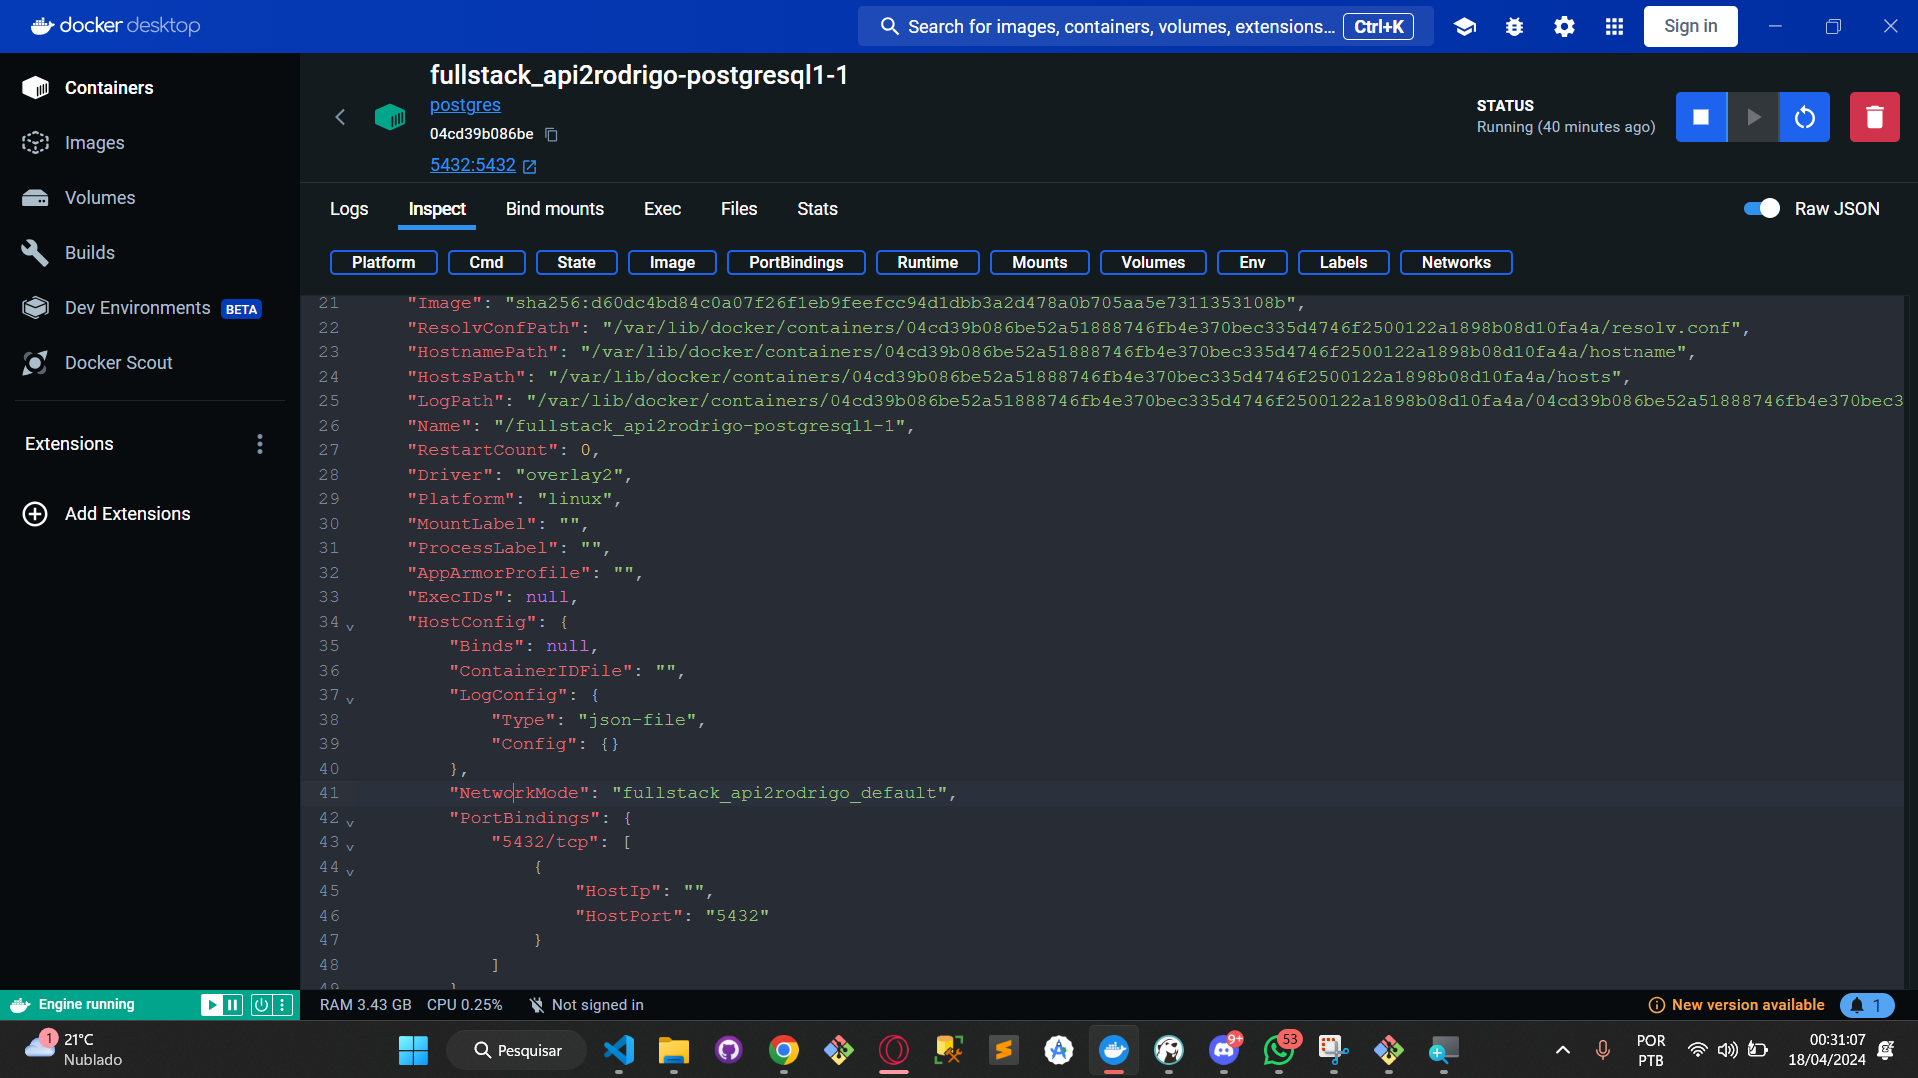 docker desktop
Search for images, containers, volumes, extensions... Ctrl+K
Sign in
Containers
Images
Volumes
Builds
Dev Environments BETA
Docker Scout
Extensions
Add Extensions
fullstack_api2rodrigo-postgresql1-1
postgres
04cd39b086be
5432:5432
STATUS
Running (40 minutes ago)
Logs Inspect Bind mounts Exec Files Stats
Raw JSON
Platform Cmd State Image PortBindings Runtime Mounts Volumes Env Labels Networks
21 "Image": "sha256:d60dc4bd84c0a07f26f1eb9feefcc94d1dbb3a2d478a0b705aa5e7311353108b",
22 "ResolvConfPath": "/var/lib/docker/containers/04cd39b086be52a51888746fb4e370bec335d4746f2500122a1898b08d10fa4a/resolv.conf",
23 "HostnamePath": "/var/lib/docker/containers/04cd39b086be52a51888746fb4e370bec335d4746f2500122a1898b08d10fa4a/hostname",
24 "HostsPath": "/var/lib/docker/containers/04cd39b086be52a51888746fb4e370bec335d4746f2500122a1898b08d10fa4a/hosts",
25 "LogPath": "/var/lib/docker/containers/04cd39b086be52a51888746fb4e370bec335d4746f2500122a1898b08d10fa4a/04cd39b086be52a51888746fb4e370bec3
26 "Name": "/fullstack_api2rodrigo-postgresql1-1",
27 "RestartCount": 0,
28 "Driver": "overlay2",
29 "Platform": "linux",
30 "MountLabel": "",
31 "ProcessLabel": "",
32 "AppArmorProfile": "",
33 "ExecIDs": null,
34 "HostConfig": {
35 "Binds": null,
36 "ContainerIDFile": "",
37 "LogConfig": {
38 "Type": "json-file",
39 "Config": {}
40 },
41 "NetworkMode": "fullstack_api2rodrigo_default",
42 "PortBindings": {
43 "5432/tcp": [
44 {
45 "HostIp": "",
46 "HostPort": "5432"
47 }
48 ]
49 }
Engine running
RAM 3.43 GB CPU 0.25% Not signed in
New version available 1
1 21°C
Nublado
Pesquisar
9+
53
POR
PTB
00:31:07
18/04/2024